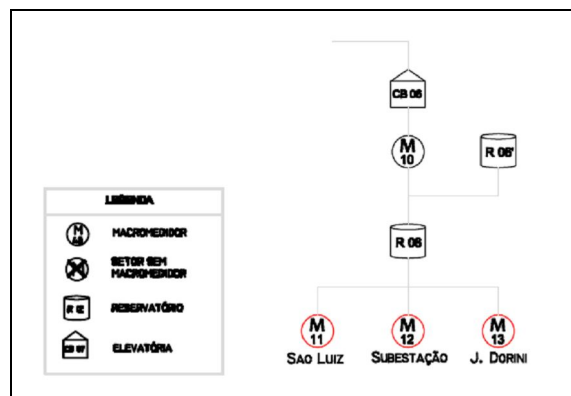 CB 06
M
10
R 06'
R 06
M
11
M
12
M
13
SAO LUIZ
SUBESTAÇÃO
J. DORINI
LEGENDA
M
MACROMEDIDOR
SETOR SEM
MACROMEDIDOR
RESERVATÓRIO
ELEVATÓRIA